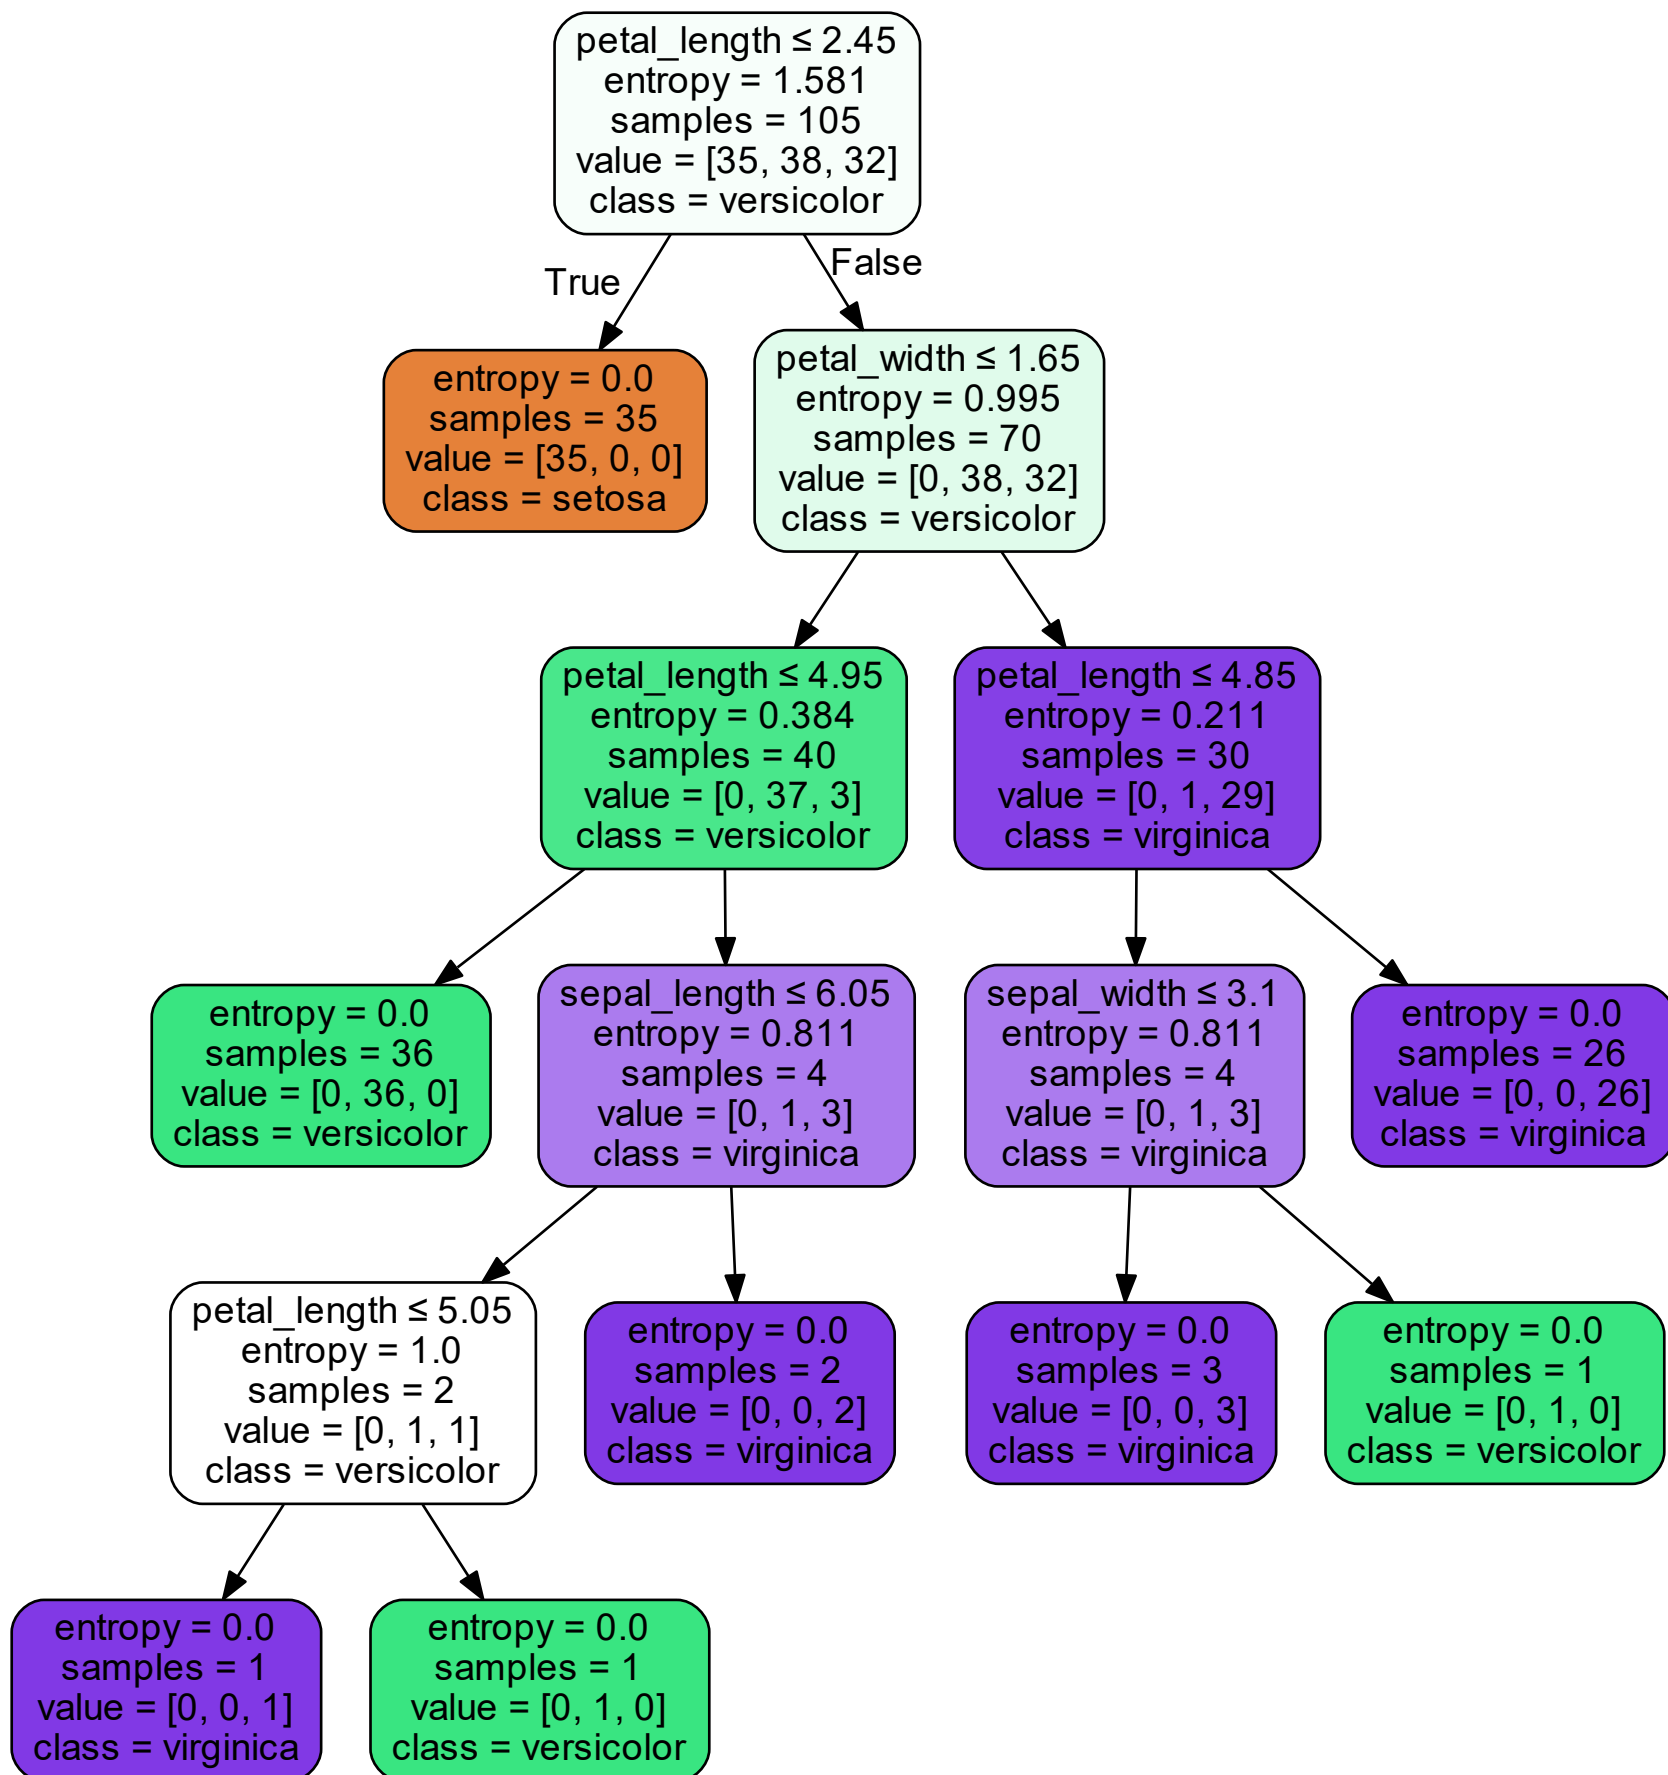 petal_length ≤ 2.45
entropy = 1.581
samples = 105
value = [35, 38, 32]
class = versicolor
True
False
entropy = 0.0
samples = 35
value = [35, 0, 0]
class = setosa
petal_width ≤ 1.65
entropy = 0.995
samples = 70
value = [0, 38, 32]
class = versicolor
petal_length ≤ 4.95
entropy = 0.384
samples = 40
value = [0, 37, 3]
class = versicolor
petal_length ≤ 4.85
entropy = 0.211
samples = 30
value = [0, 1, 29]
class = virginica
entropy = 0.0
samples = 36
value = [0, 36, 0]
class = versicolor
sepal_length ≤ 6.05
entropy = 0.811
samples = 4
value = [0, 1, 3]
class = virginica
sepal_width ≤ 3.1
entropy = 0.811
samples = 4
value = [0, 1, 3]
class = virginica
entropy = 0.0
samples = 26
value = [0, 0, 26]
class = virginica
petal_length ≤ 5.05
entropy = 1.0
samples = 2
value = [0, 1, 1]
class = versicolor
entropy = 0.0
samples = 2
value = [0, 0, 2]
class = virginica
entropy = 0.0
samples = 3
value = [0, 0, 3]
class = virginica
entropy = 0.0
samples = 1
value = [0, 1, 0]
class = versicolor
entropy = 0.0
samples = 1
value = [0, 0, 1]
class = virginica
entropy = 0.0
samples = 1
value = [0, 1, 0]
class = versicolor